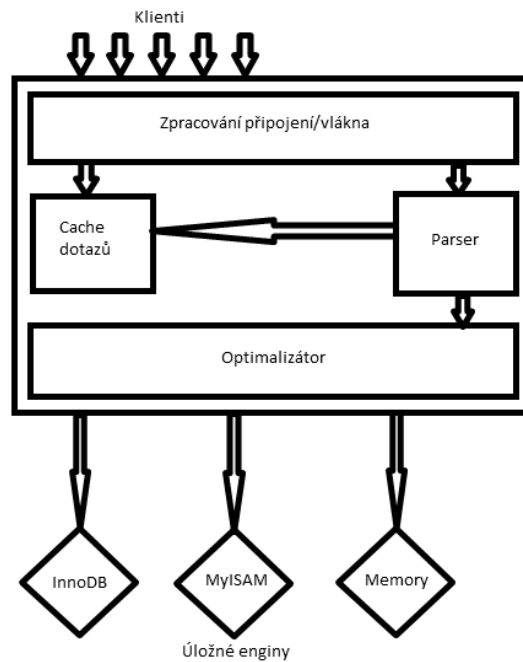 Klienti
Zpracování připojení/vlákna
Cache
dotazů
Parser
Optimalizátor
InnoDB
MyISAM
Memory
Úložné enginy